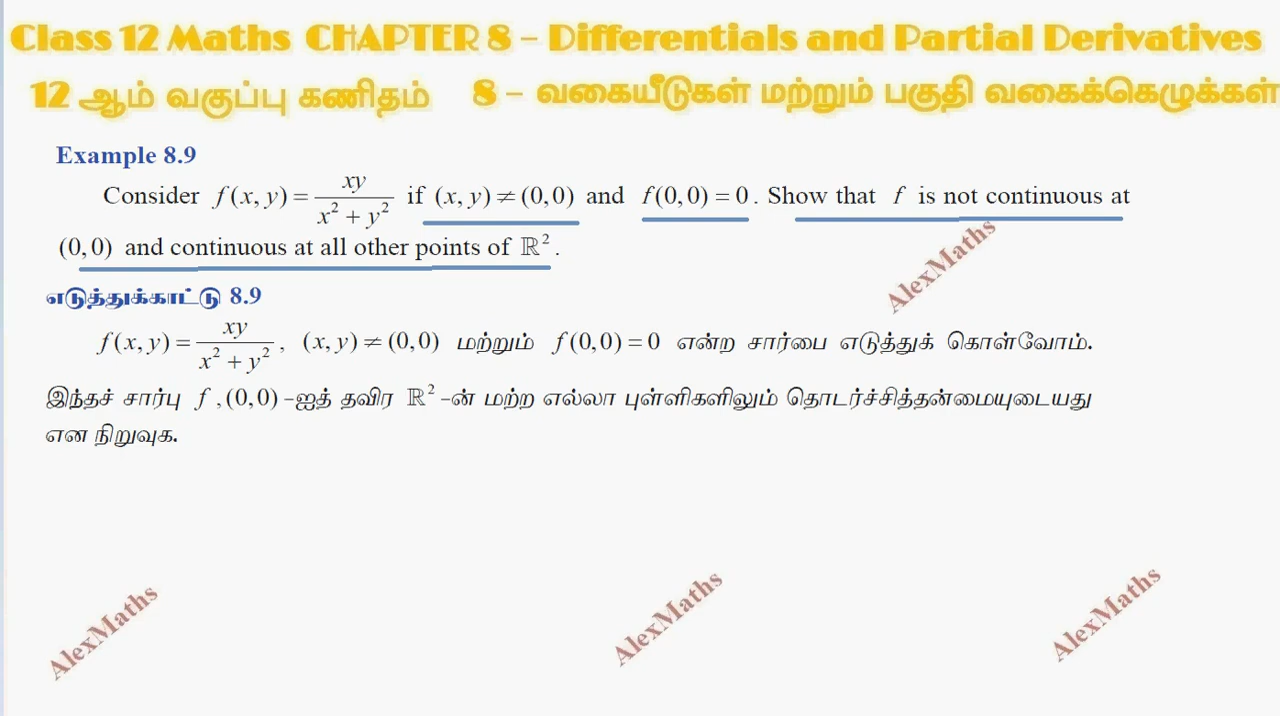 Class 12 Maths CHAPTER 8 – Differentials and Partial Derivatives
12 ஆம் வகுப்பு கணிதம் 8 – வகையீடுகள் மற்றும் பகுதி வகைக்கெழுக்கள்
Example 8.9
Consider f(x, y) = xy / (x² + y²) if (x, y) ≠ (0, 0) and f(0, 0) = 0. Show that f is not continuous at
(0, 0) and continuous at all other points of ℝ².
எடுத்துக்காட்டு 8.9
f(x, y) = xy / (x² + y²), (x, y) ≠ (0, 0) மற்றும் f(0, 0) = 0 என்ற சார்பை எடுத்துக் கொள்வோம்.
இந்தச் சார்பு f, (0, 0) -ஐத் தவிர ℝ² -ன் மற்ற எல்லா புள்ளிகளிலும் தொடர்ச்சித்தன்மையுடையது
என நிறுவுக.
AlexMaths
AlexMaths
AlexMaths
AlexMaths